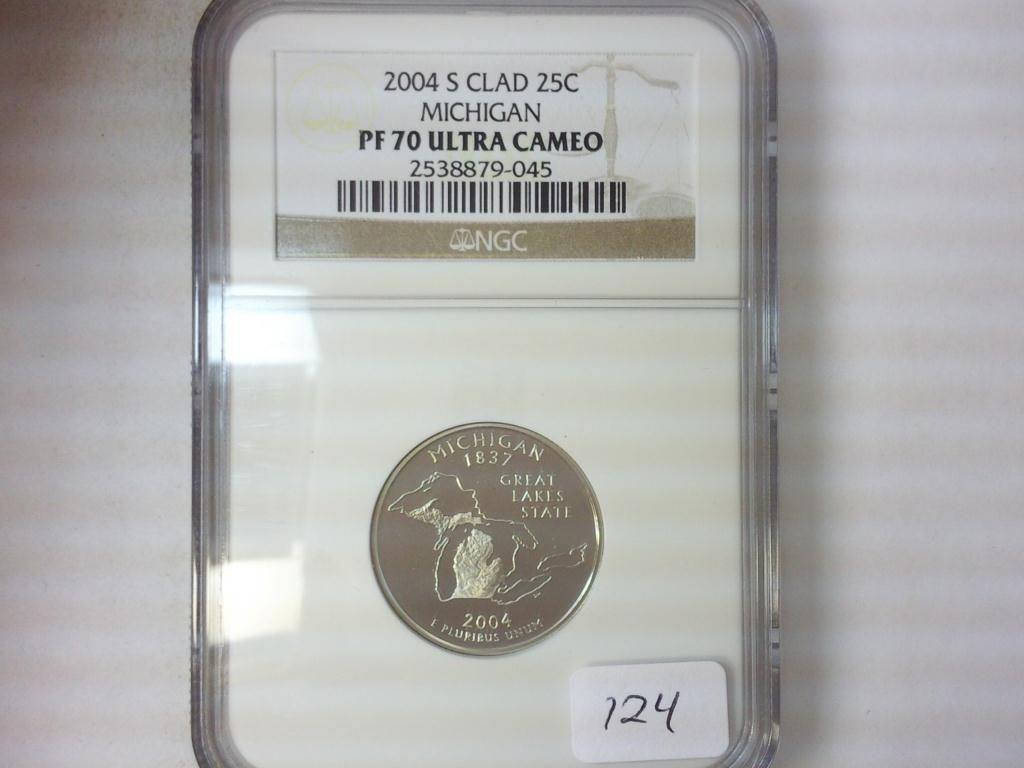 2004 S CLAD 25C
MICHIGAN
PF 70 ULTRA CAMEO
2538879-045
NGC
MICHIGAN
1837
GREAT
LAKES
STATE
2004
E PLURIBUS UNUM
124